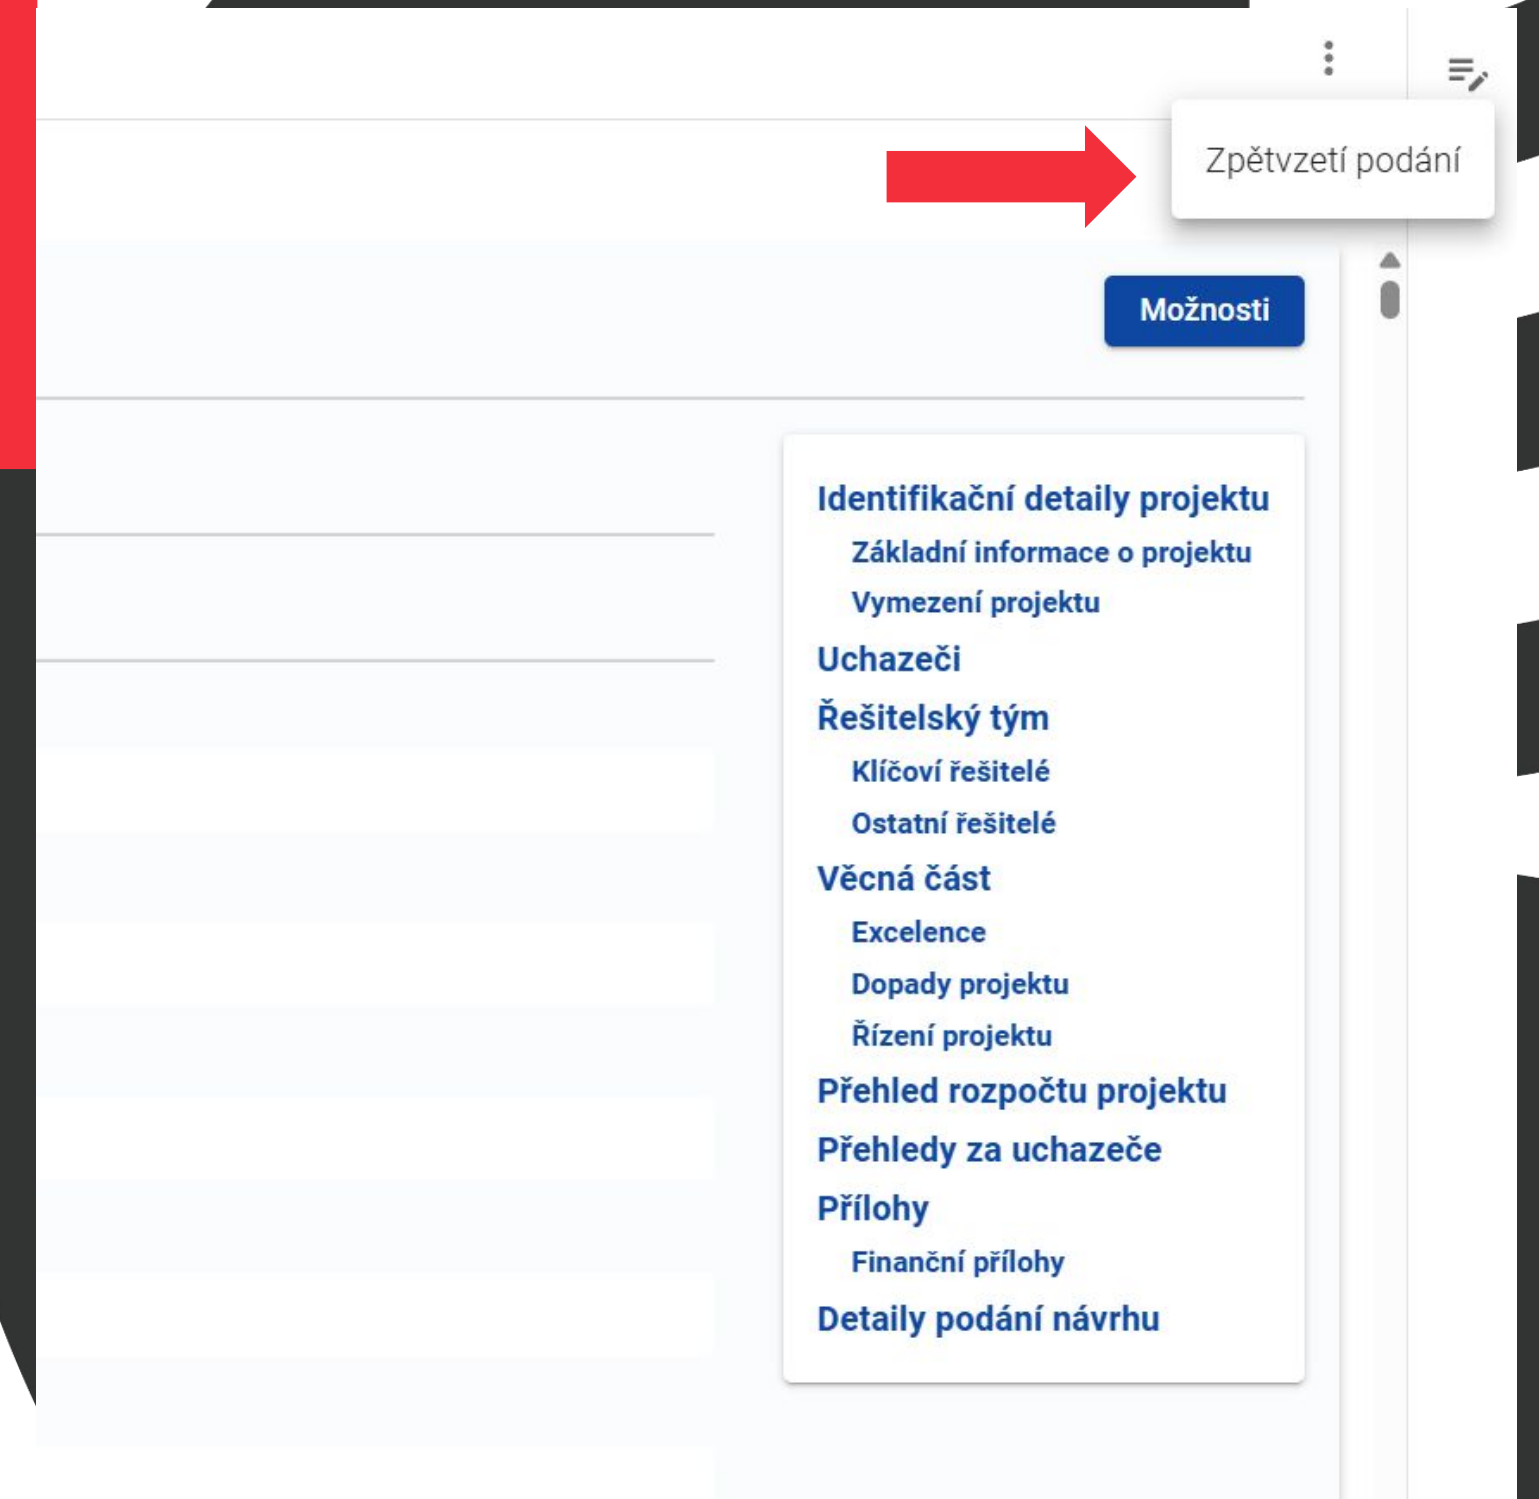 Zpětvzetí podání
Možnosti
Identifikační detaily projektu
Základní informace o projektu
Vymezení projektu
Uchazeči
Řešitelský tým
Klíčoví řešitelé
Ostatní řešitelé
Věcná část
Excelence
Dopady projektu
Řízení projektu
Přehled rozpočtu projektu
Přehledy za uchazeče
Přílohy
Finanční přílohy
Detaily podání návrhu